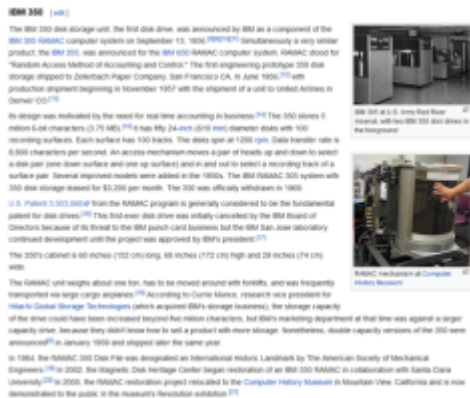 IBM 350 [edit]
The IBM 350 disk storage unit, the first disk drive, was announced by IBM as a component of the
IBM 305 RAMAC computer system on September 13, 1956. Simultaneously a very similar
product, the IBM 355, was announced for the IBM 650 RAMAC computer system. RAMAC stood for
"Random Access Method of Accounting and Control." The first engineering prototype 350 disk
storage shipped to Zellerbach Paper Company, San Francisco CA, in June 1956, with
production shipment beginning in November 1957 with the shipment of a unit to United Airlines in
Denver CO.
Its design was motivated by the need for real time accounting in business. The 350 stores 5
million 6-bit characters (3.75 MB). It has fifty 24-inch (610 mm) diameter disks with 100
recording surfaces. Each surface has 100 tracks. The disks spin at 1200 rpm. Data transfer rate is
8,800 characters per second. An access mechanism moves a pair of heads up and down to select
a disk pair (one down surface and one up surface) and in and out to select a recording track of a
surface pair. Several improved models were added in the 1950s. The IBM RAMAC 305 system with
350 disk storage leased for $3,200 per month. The 350 was officially withdrawn in 1969.
U.S. Patent 3,503,060 from the RAMAC program is generally considered to be the fundamental
patent for disk drives. This first-ever disk drive was initially cancelled by the IBM Board of
Directors because of its threat to the IBM punch card business but the IBM San Jose laboratory
continued development until the project was approved by IBM's president.
The 350's cabinet is 60 inches (152 cm) long, 68 inches (172 cm) high and 29 inches (74 cm)
wide.
The RAMAC unit weighs about one ton, has to be moved around with forklifts, and was frequently
transported via large cargo airplanes. According to Currie Munce, research vice president for
Hitachi Global Storage Technologies (which acquired IBM's storage business), the storage capacity
of the drive could have been increased beyond five million characters, but IBM's marketing department at that time was against a larger
capacity drive, because they didn't know how to sell a product with more storage. Nonetheless, double capacity versions of the 350 were
announced in January 1959 and shipped later the same year.
In 1984, the RAMAC 350 Disk File was designated an International Historic Landmark by The American Society of Mechanical
Engineers. In 2002, the Magnetic Disk Heritage Center began restoration of an IBM 350 RAMAC in collaboration with Santa Clara
University. In 2005, the RAMAC restoration project relocated to the Computer History Museum in Mountain View, California and is now
demonstrated to the public in the museum's Revolution exhibition.
IBM 305 at U.S. Army Red River
Arsenal, with two IBM 350 disk drives in
the foreground
RAMAC mechanism at Computer
History Museum